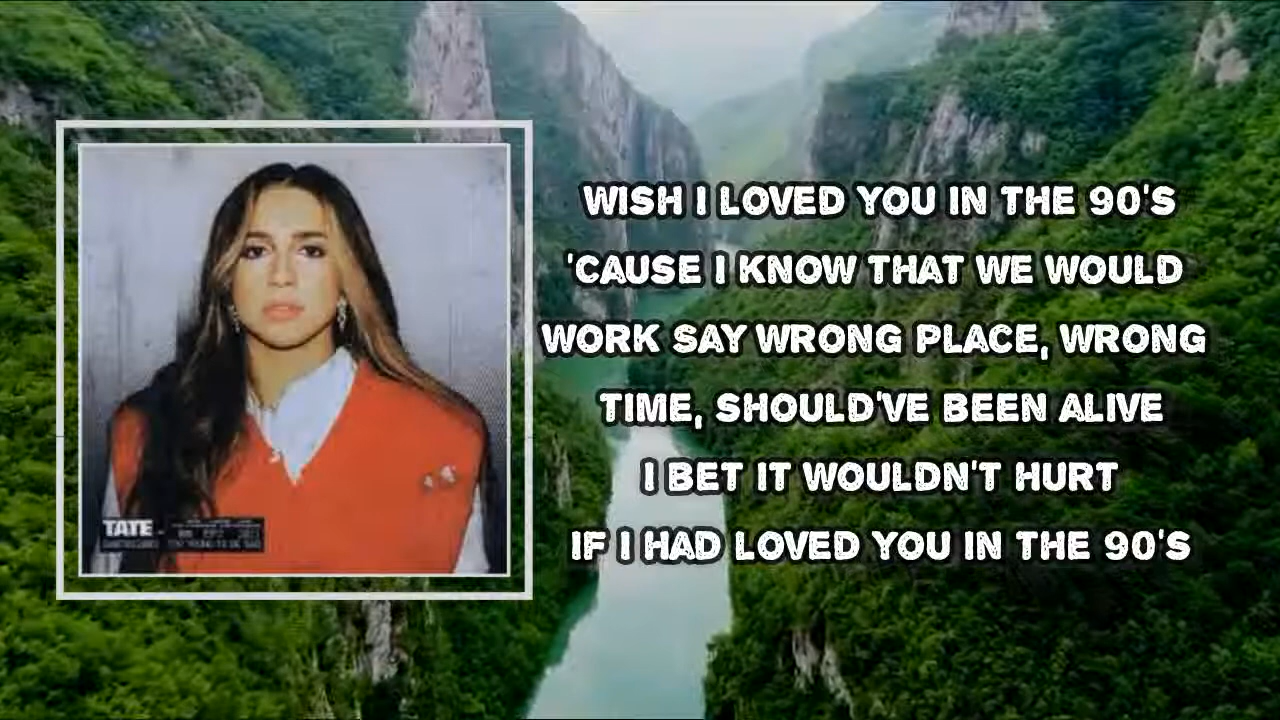 WISH I LOVED YOU IN THE 90'S
'CAUSE I KNOW THAT WE WOULD
WORK SAY WRONG PLACE, WRONG
TIME, SHOULD'VE BEEN ALIVE
I BET IT WOULDN'T HURT
IF I HAD LOVED YOU IN THE 90'S
TATE